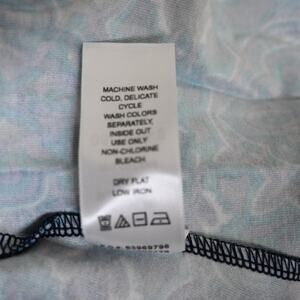 MACHINE WASH
COLD, DELICATE
CYCLE
WASH COLORS
SEPARATELY,
INSIDE OUT
USE ONLY
NON-CHLORINE
BLEACH
DRY FLAT
LOW IRON